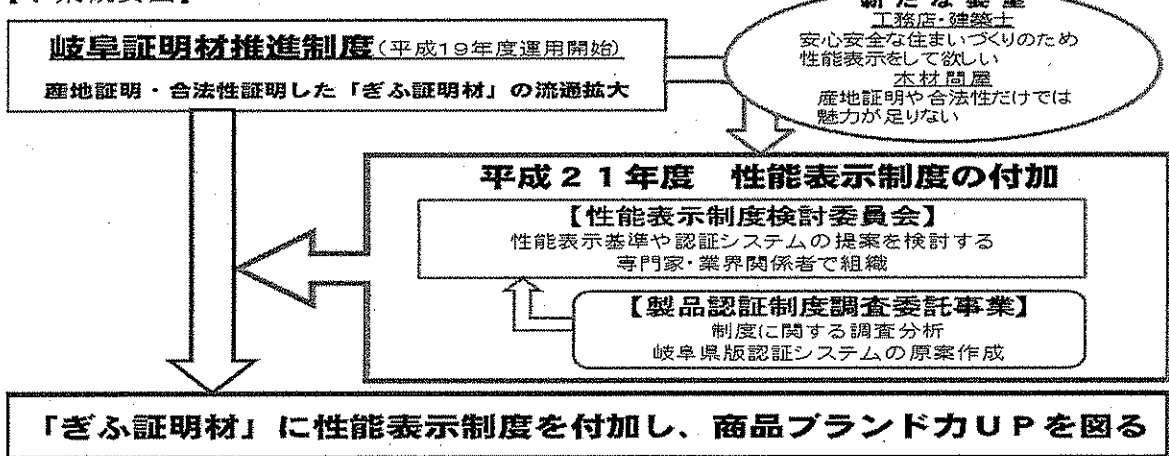 岐阜証明材推進制度(平成19年度運用開始)
産地証明・合法性証明した「ぎふ証明材」の流通拡大
新たな要望
工務店・建築士
安心安全な住まいづくりのため
性能表示をして欲しい
木材問屋
産地証明や合法性だけでは
魅力が足りない
平成21年度 性能表示制度の付加
【性能表示制度検討委員会】
性能表示基準や認証システムの提案を検討する
専門家・業界関係者で組織
【製品認証制度調査委託事業】
制度に関する調査分析
岐阜県版認証システムの原案作成
「ぎふ証明材」に性能表示制度を付加し、商品ブランド力UPを図る